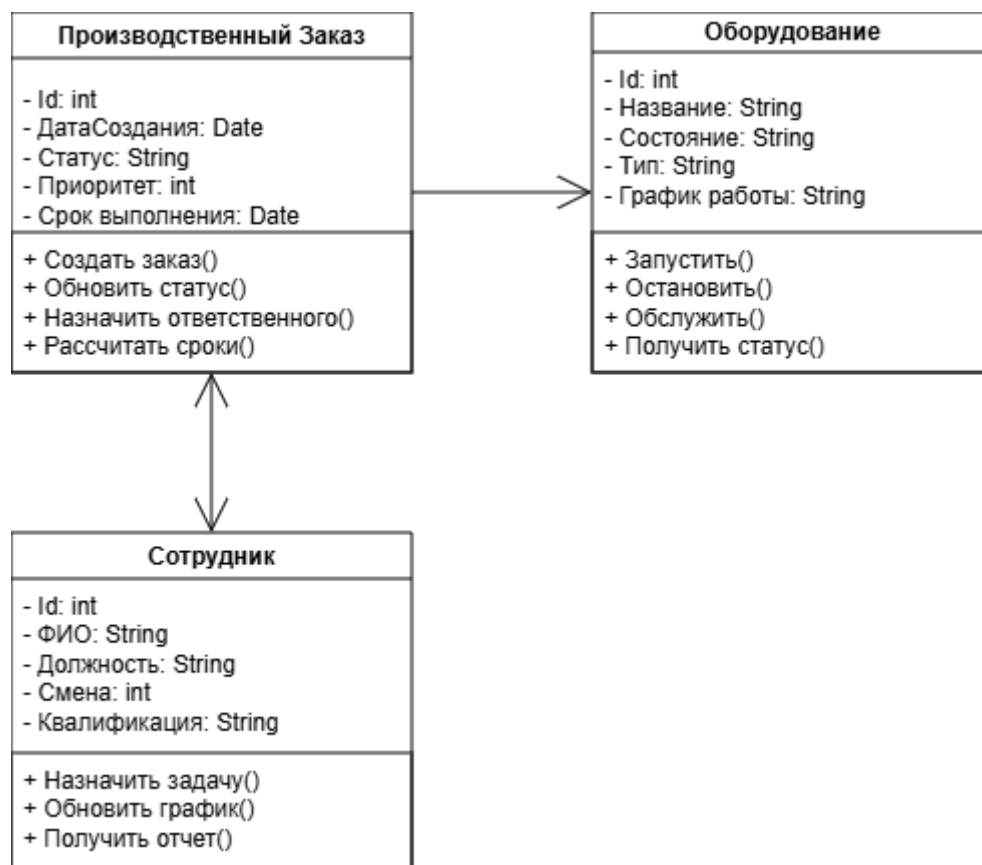 Производственный Заказ
- Id: int
- ДатаСоздания: Date
- Статус: String
- Приоритет: int
- Срок выполнения: Date
+ Создать заказ()
+ Обновить статус()
+ Назначить ответственного()
+ Рассчитать сроки()
Оборудование
- Id: int
- Название: String
- Состояние: String
- Тип: String
- График работы: String
+ Запустить()
+ Остановить()
+ Обслужить()
+ Получить статус()
Сотрудник
- Id: int
- ФИО: String
- Должность: String
- Смена: int
- Квалификация: String
+ Назначить задачу()
+ Обновить график()
+ Получить отчет()